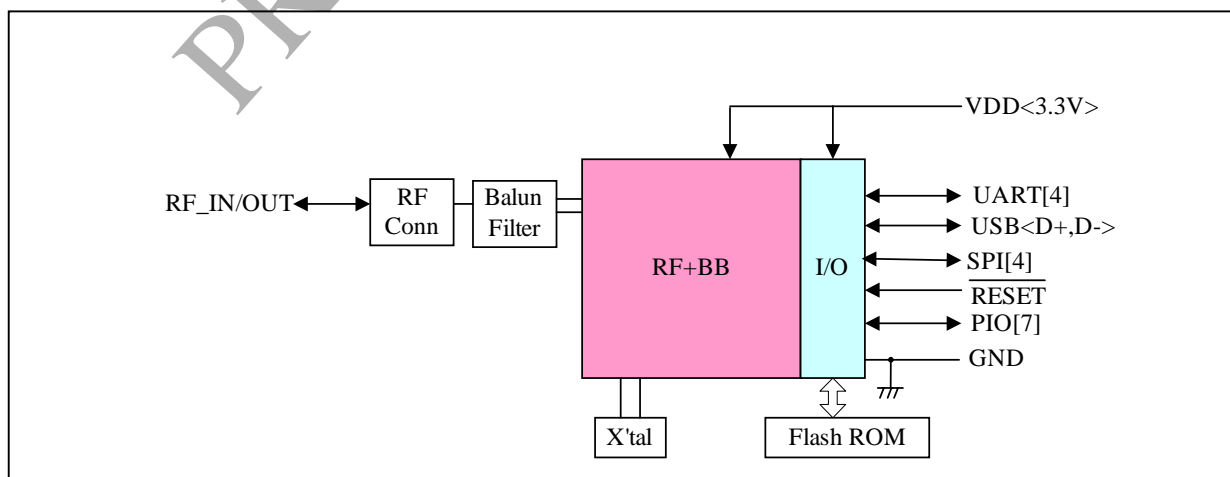 VDD<3.3V>
RF_IN/OUT
RF
Conn
Balun
Filter
RF+BB
I/O
UART[4]
USB<D+,D->
SPI[4]
RESET
PIO[7]
GND
X'tal
Flash ROM